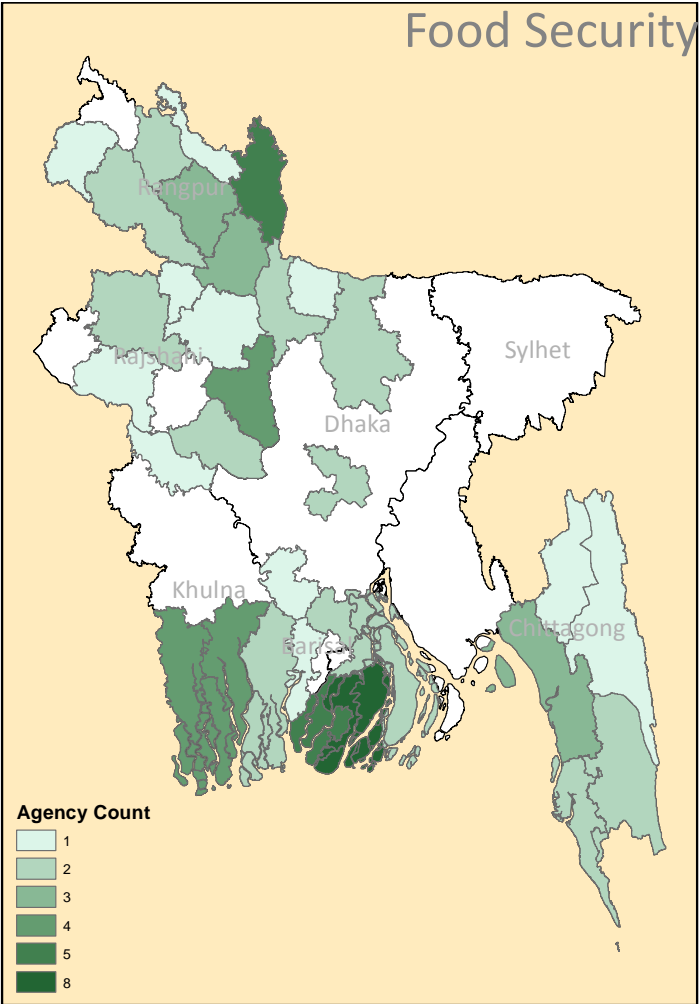 Food Security
Rangpur
Rajshahi
Sylhet
Dhaka
Khulna
Barisal
Chittagong
Agency Count
1
2
3
4
5
8